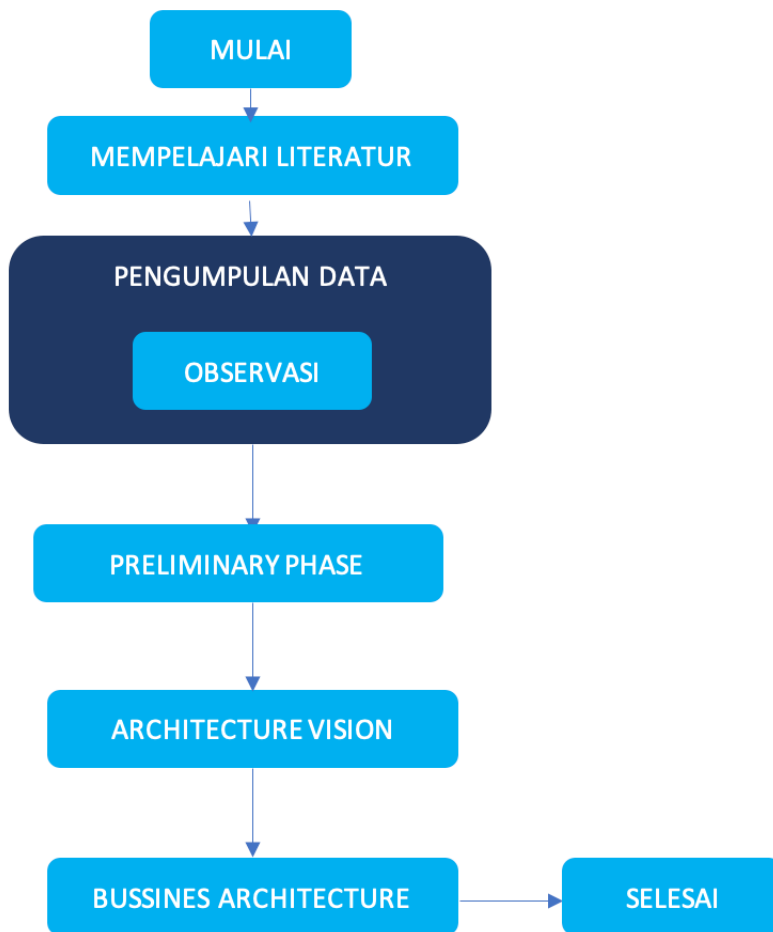 MULAI
MEMPELAJARI LITERATUR
PENGUMPULAN DATA
OBSERVASI
PRELIMINARY PHASE
ARCHITECTURE VISION
BUSSINES ARCHITECTURE
SELESAI